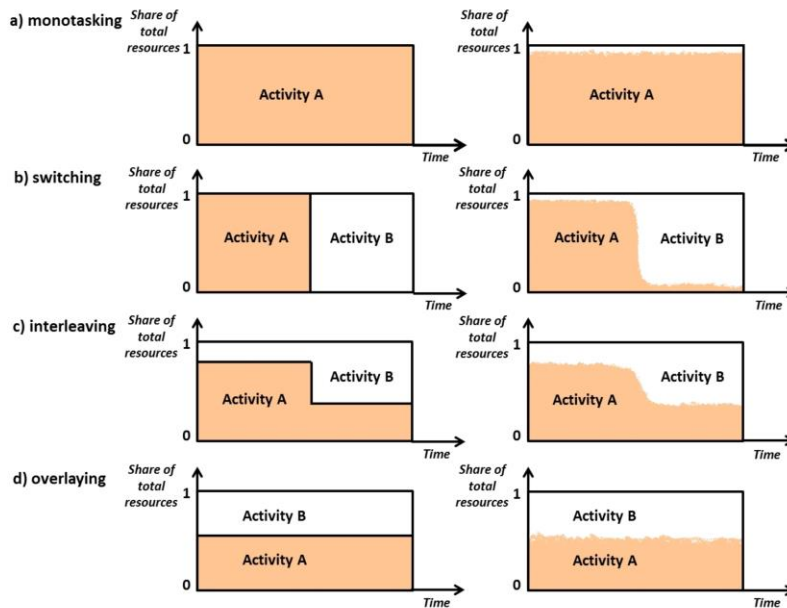 a) monotasking
Share of
total
resources
1
Activity A
0
Time
Share of
total
resources
1
Activity A
0
Time
b) switching
Share of
total
resources
1
Activity A
Activity B
0
Time
Share of
total
resources
1
Activity A
Activity B
0
Time
c) interleaving
Share of
total
resources
1
Activity B
Activity A
0
Time
Share of
total
resources
1
Activity B
Activity A
0
Time
d) overlaying
Share of
total
resources
1
Activity B
Activity A
0
Time
Share of
total
resources
1
Activity B
Activity A
0
Time